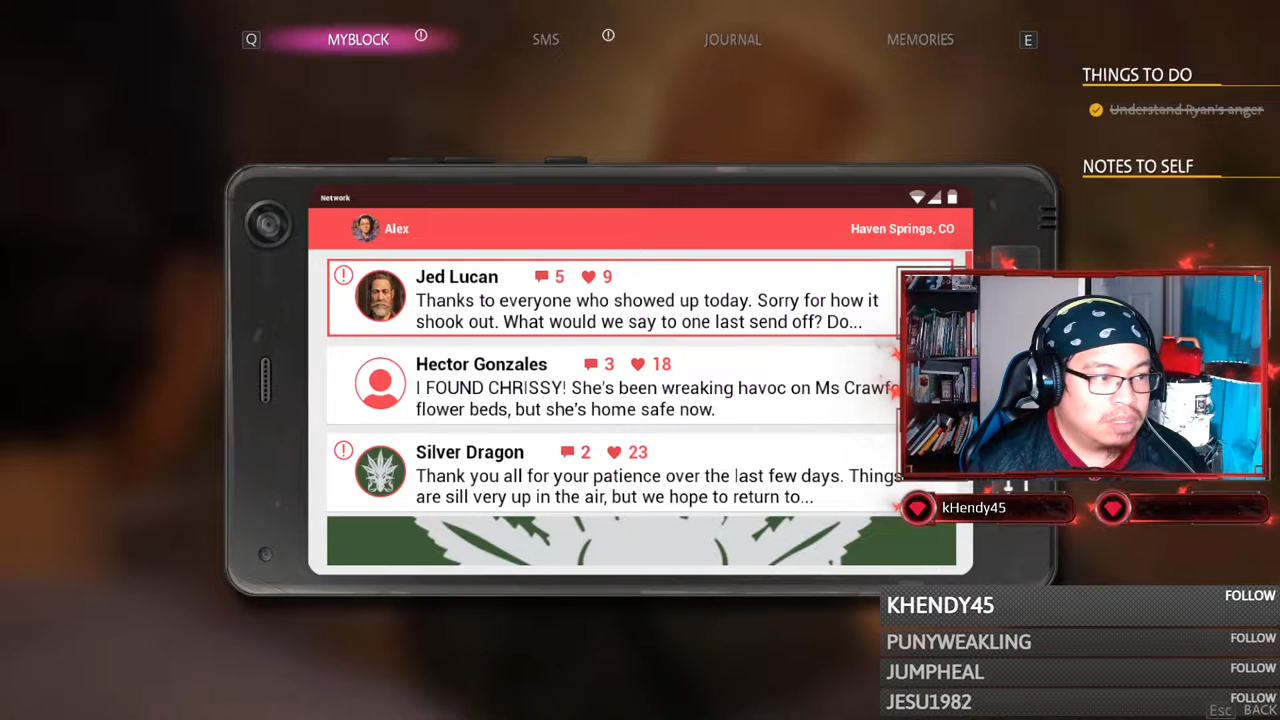 Q MYBLOCK SMS JOURNAL MEMORIES E
THINGS TO DO
Understand Ryan's anger
NOTES TO SELF
Network
Alex Haven Springs, CO
Jed Lucan 5 9
Thanks to everyone who showed up today. Sorry for how it
shook out. What would we say to one last send off? Do...
Hector Gonzales 3 18
I FOUND CHRISSY! She's been wreaking havoc on Ms Crawfo
flower beds, but she's home safe now.
Silver Dragon 2 23
Thank you all for your patience over the last few days. Things
are sill very up in the air, but we hope to return to...
kHendy45
KHENDY45 FOLLOW
PUNYWEAKLING FOLLOW
JUMPHEAL FOLLOW
JESU1982 FOLLOW
Esc BACK